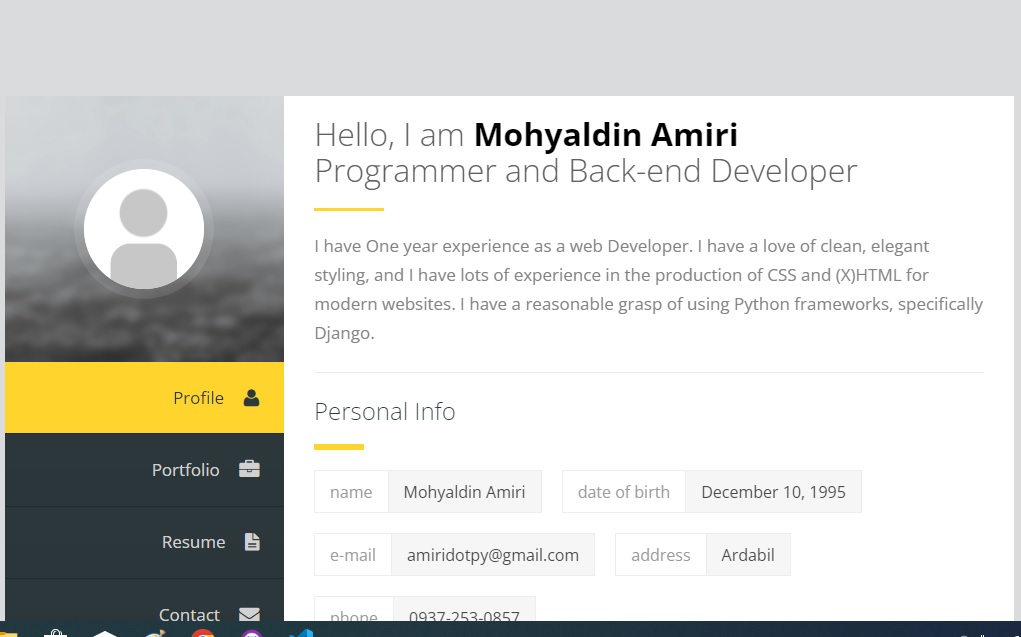 Hello, I am Mohyaldin Amiri
Programmer and Back-end Developer
I have One year experience as a web Developer. I have a love of clean, elegant
styling, and I have lots of experience in the production of CSS and (X)HTML for
modern websites. I have a reasonable grasp of using Python frameworks, specifically
Django.
Profile
Portfolio
Resume
Contact
Personal Info
name Mohyaldin Amiri date of birth December 10, 1995
e-mail amiridotpy@gmail.com address Ardabil
phone 0937-253-0857